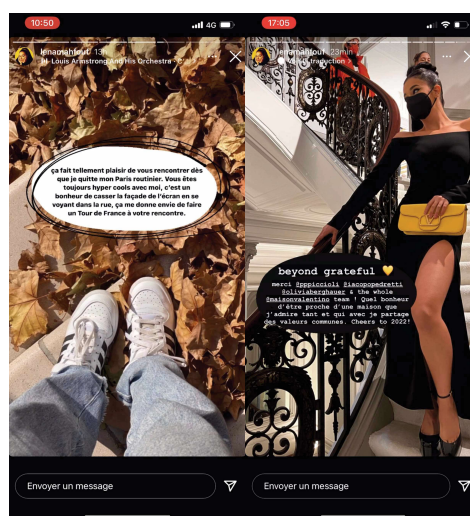 10:50
4G
lenamahfouf 13h
Louis Armstrong And His Orchestra
ça fait tellement plaisir de vous rencontrer dès
que je quitte mon Paris routinier. Vous êtes
toujours hyper cools avec moi, c'est un
bonheur de casser la façade de l'écran en se
voyant dans la rue, ça me donne envie de faire
un Tour de France à votre rencontre.
Envoyer un message
17:05
lenamahfouf 23min
traduction >
beyond grateful 💛
merci @pppiccioli @iacopopedretti
@oliviaberghauer & the whole
@maisonvalentino team ! Quel bonheur
d'être proche d'une maison que
j'admire tant et qui avec je partage
des valeurs communes. Cheers to 2022!
Envoyer un message